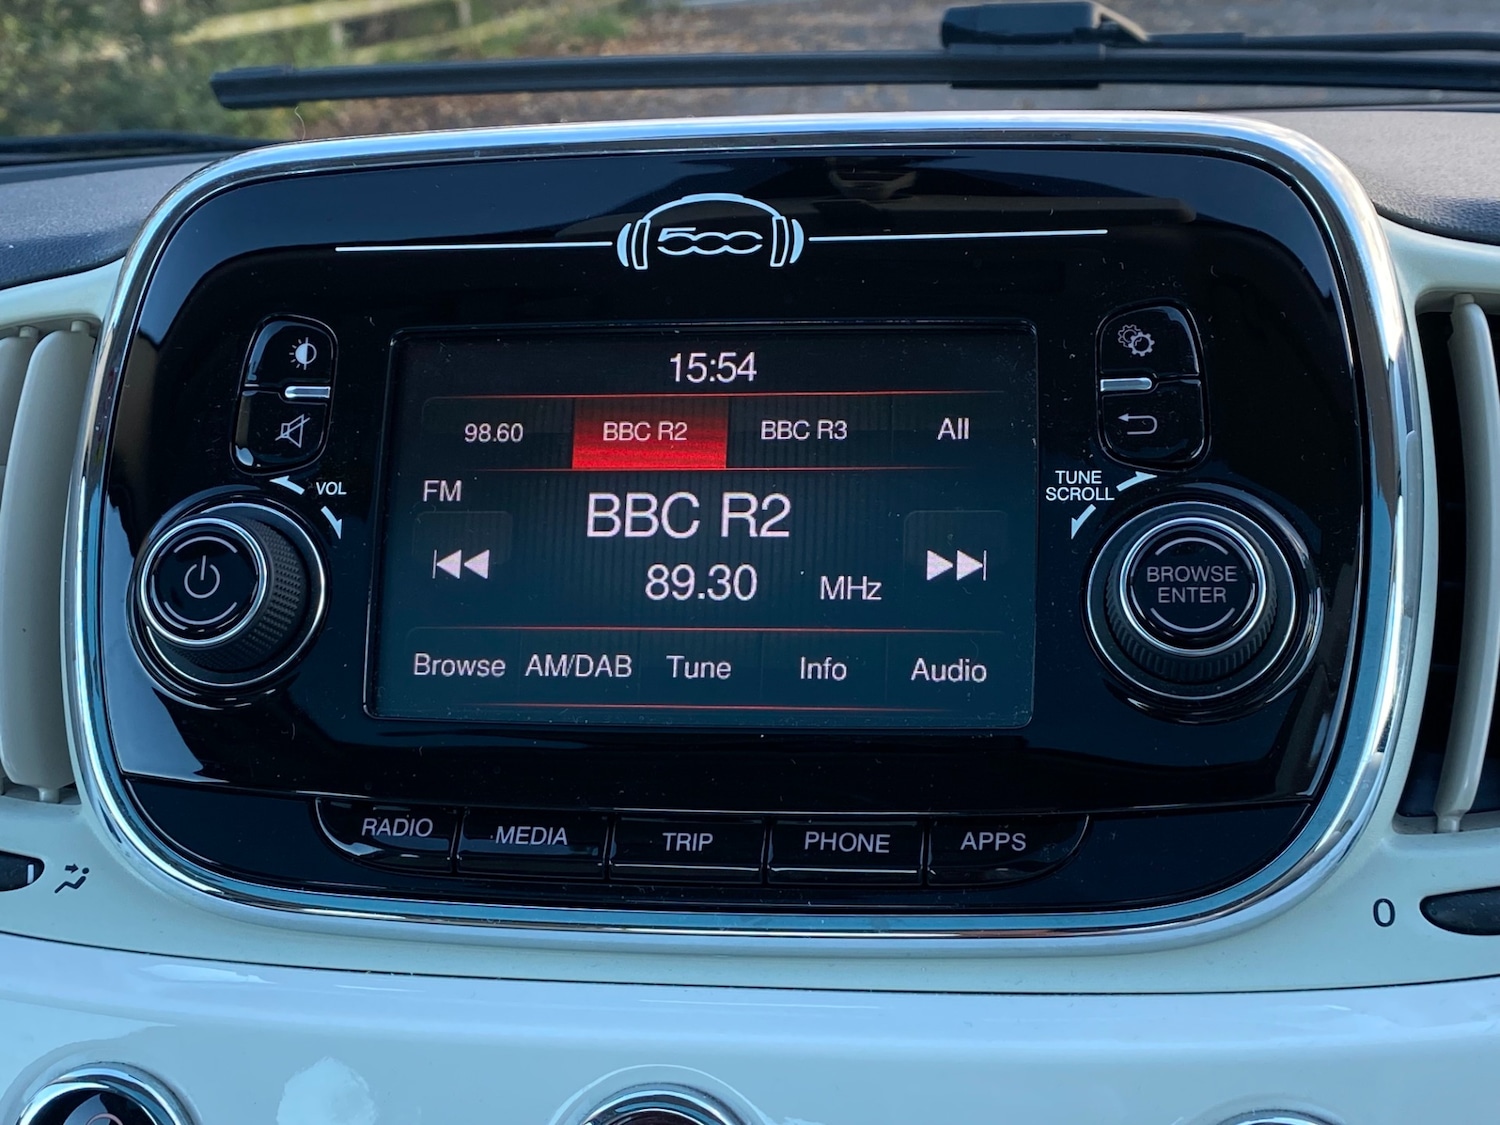 500
15:54
98.60 BBC R2 BBC R3 All
FM
BBC R2
89.30 MHz
Browse AM/DAB Tune Info Audio
VOL
TUNE
SCROLL
BROWSE
ENTER
RADIO MEDIA TRIP PHONE APPS
0